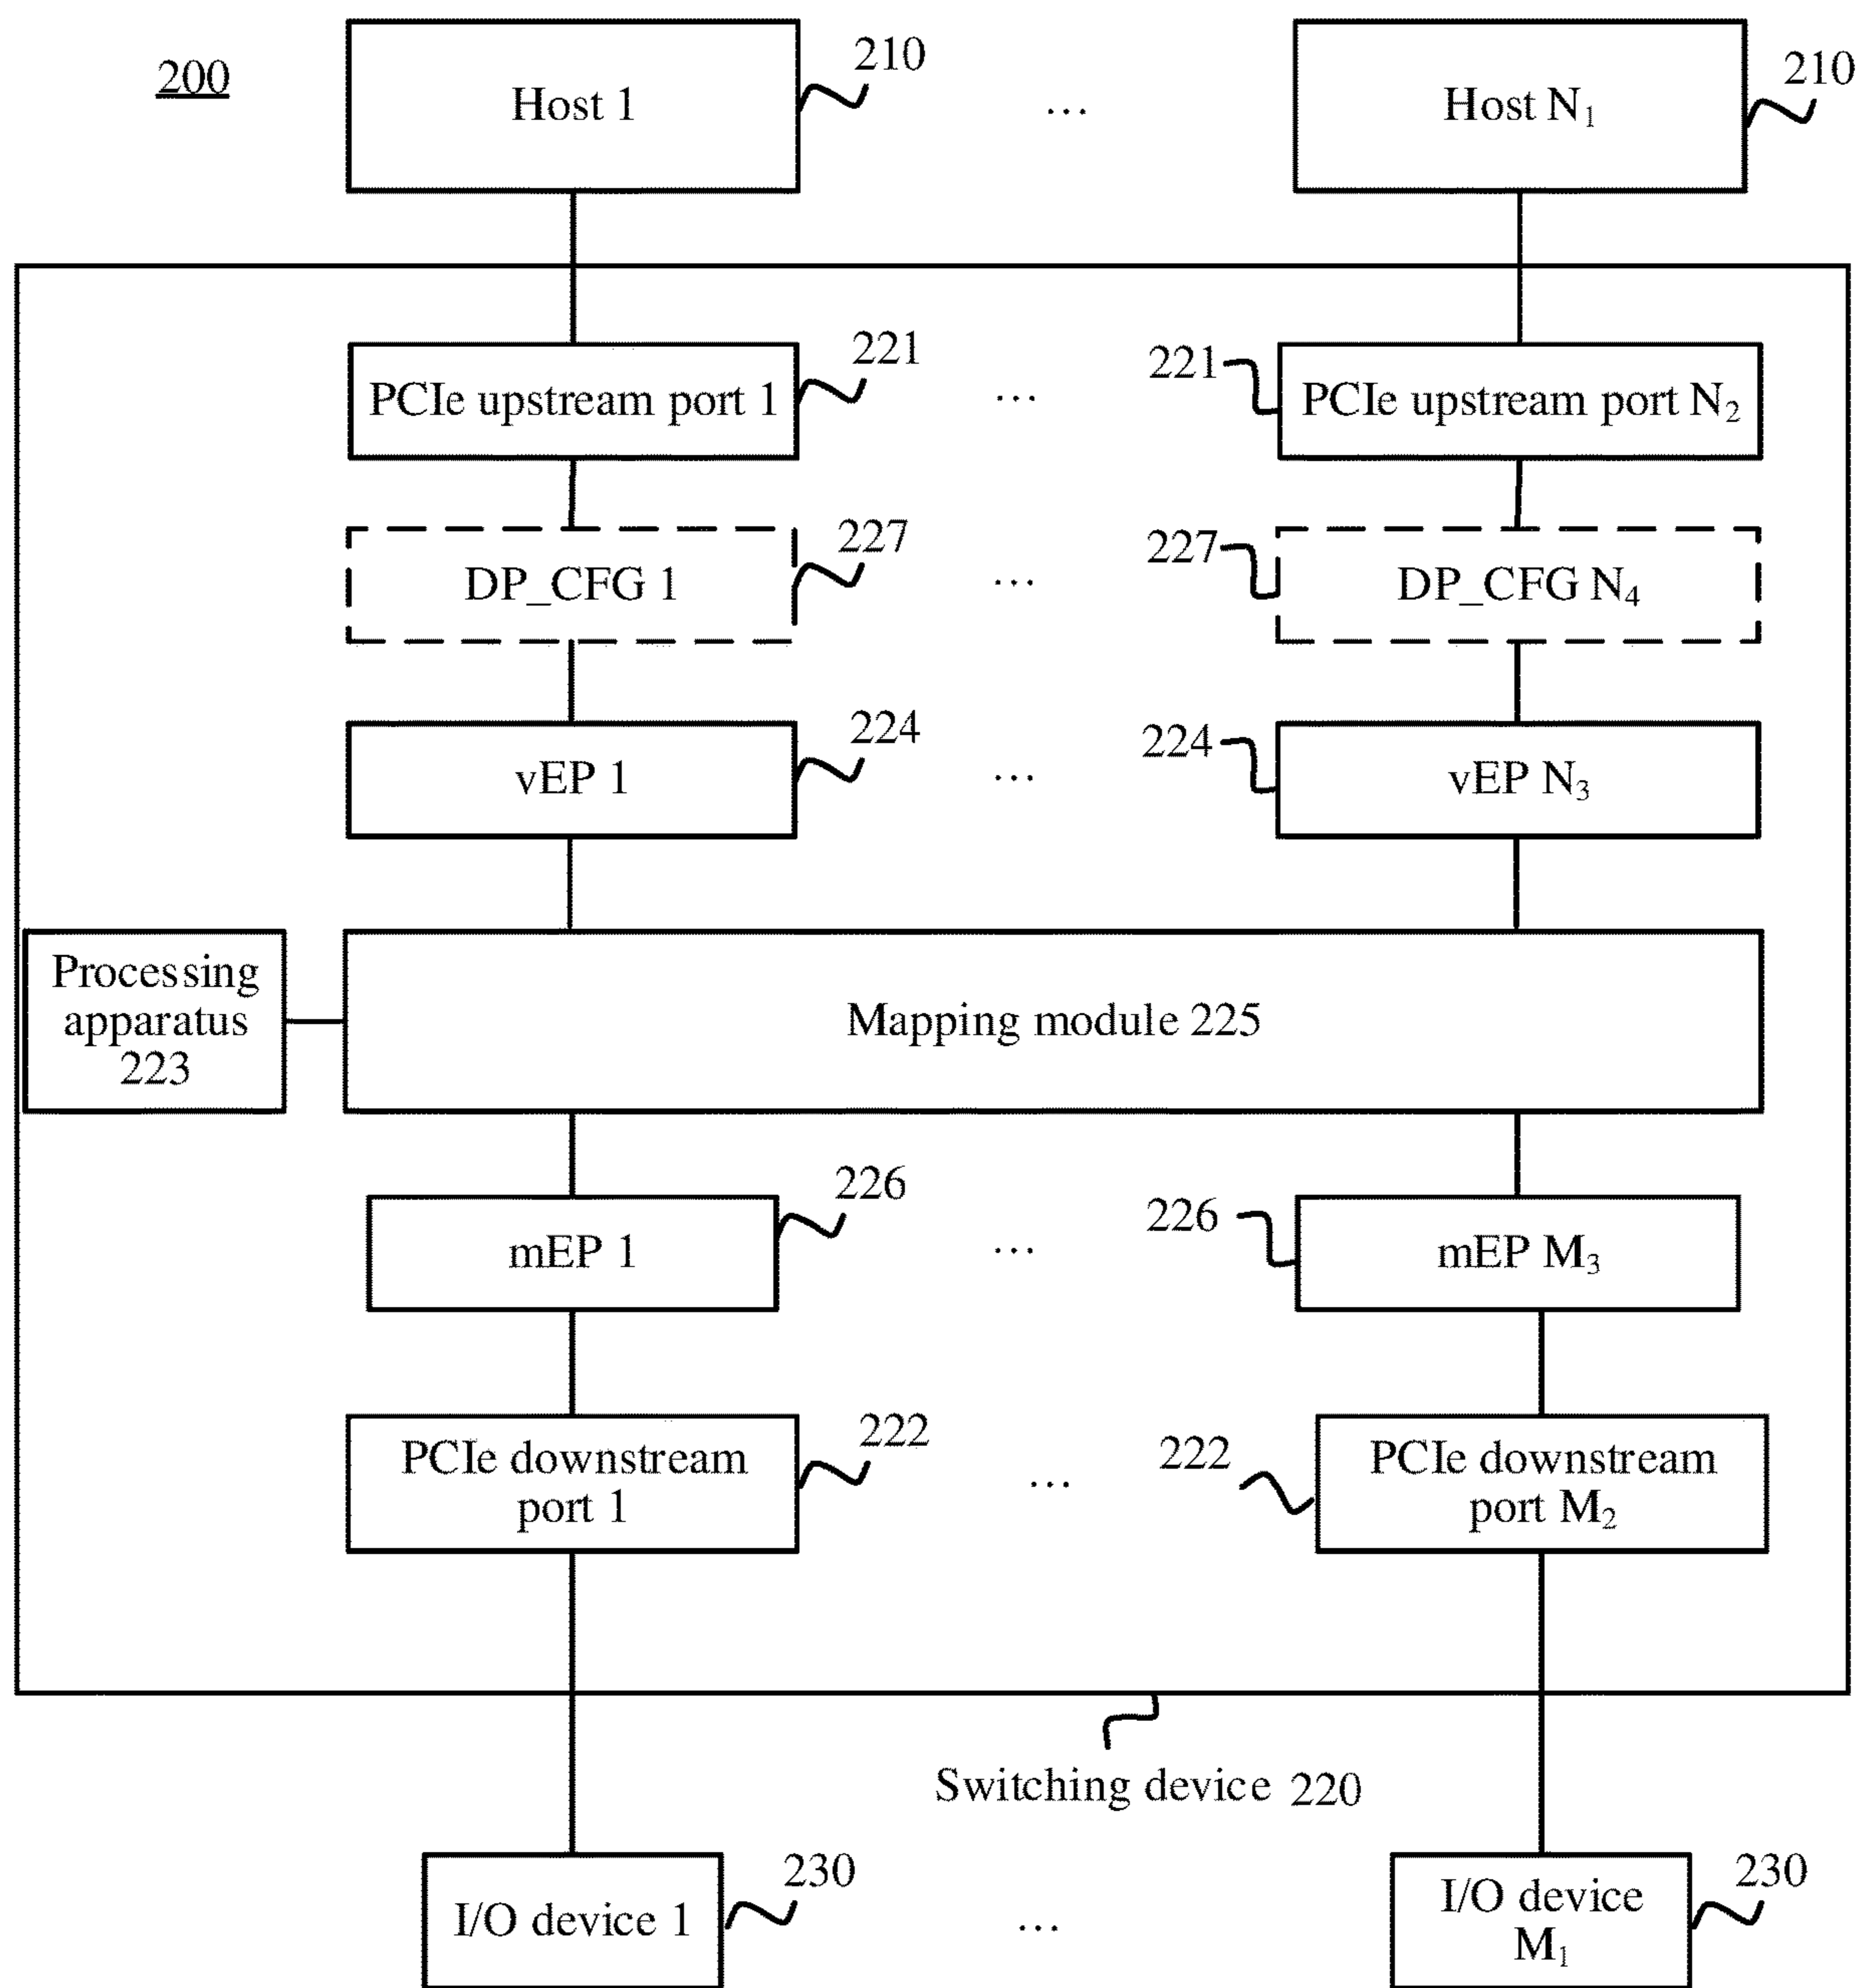 200
Host 1
210
...
Host N₁
210
PCIe upstream port 1
221
...
221
PCIe upstream port N₂
DP_CFG 1
227
...
227
DP_CFG N₄
vEP 1
224
...
224
vEP N₃
Processing
apparatus
223
Mapping module 225
mEP 1
226
...
226
mEP M₃
PCIe downstream
port 1
222
...
222
PCIe downstream
port M₂
Switching device 220
I/O device 1
230
...
I/O device
M₁
230